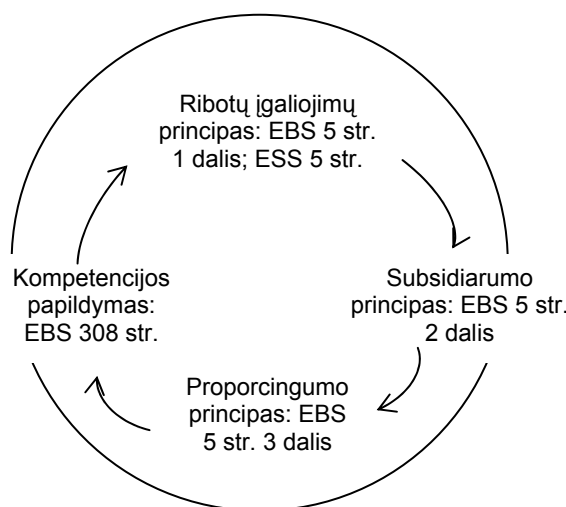 Ribotų įgaliojimų
principas: EBS 5 str.
1 dalis; ESS 5 str.
Kompetencijos
papildymas:
EBS 308 str.
Subsidiarumo
principas: EBS 5 str.
2 dalis
Proporcingumo
principas: EBS
5 str. 3 dalis